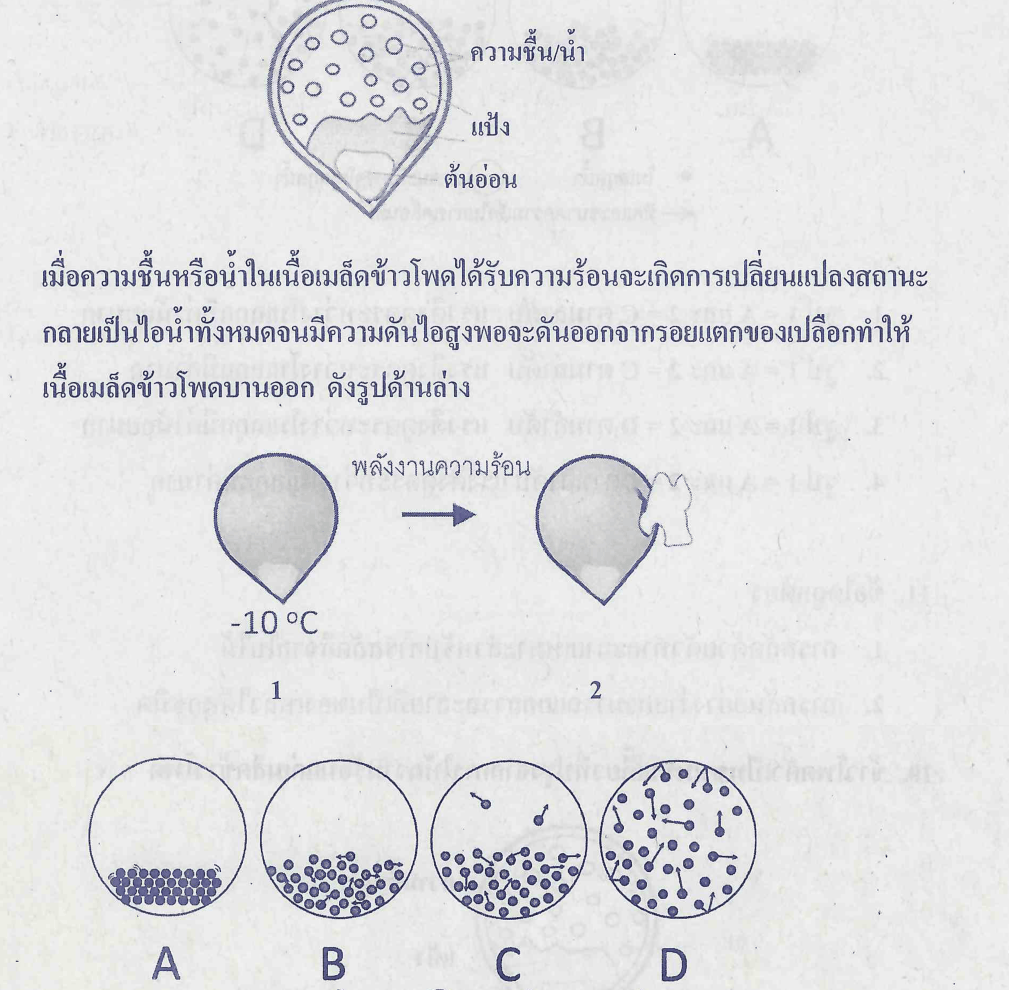 ความชื้น/น้ำ
แป้ง
ต้นอ่อน
เมื่อความชื้นหรือน้ำในเนื้อเมล็ดข้าวโพดได้รับความร้อนจะเกิดการเปลี่ยนแปลงสถานะ
กลายเป็นไอน้ำทั้งหมดจนมีความดันไอสูงพอจะดันออกจากรอยแตกของเปลือกทำให้
เนื้อเมล็ดข้าวโพดบานออก ดังรูปด้านล่าง
พลังงานความร้อน
-10 °C
1 2
A B C D